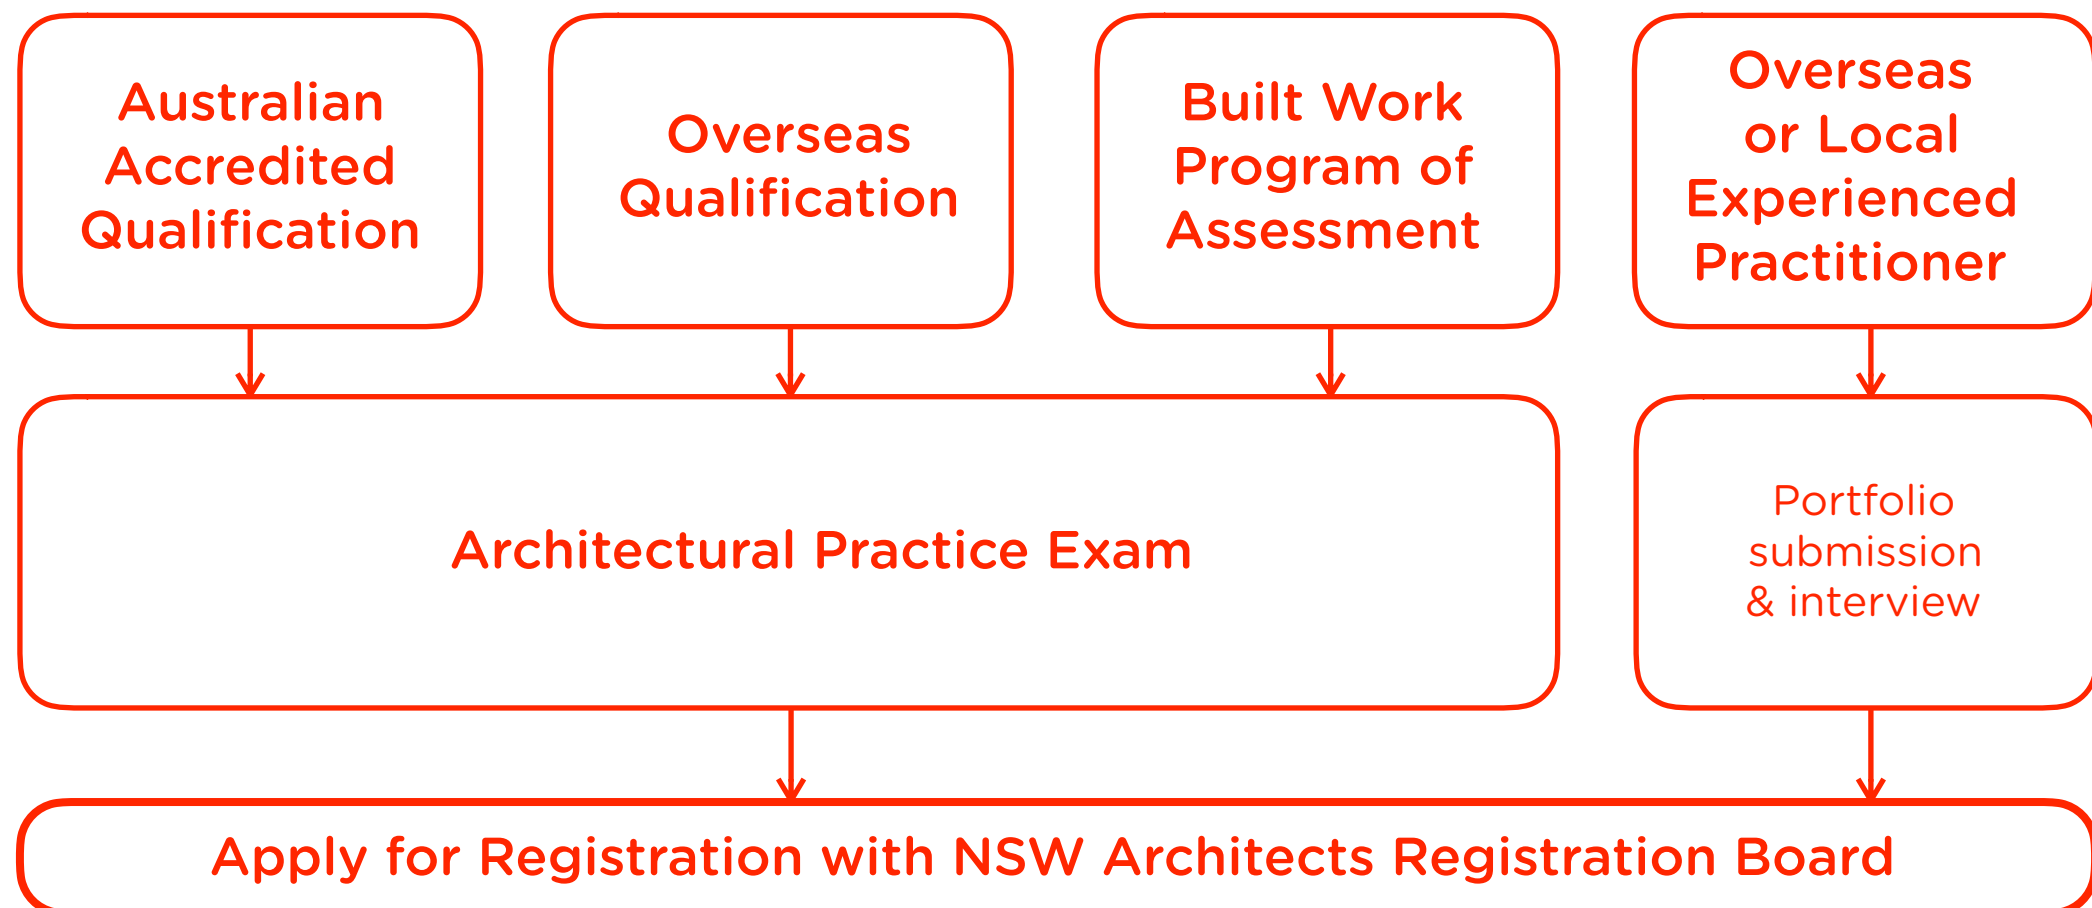 Australian
Accredited
Qualification
Overseas
Qualification
Built Work
Program of
Assessment
Overseas
or Local
Experienced
Practitioner
Architectural Practice Exam
Portfolio
submission
& interview
Apply for Registration with NSW Architects Registration Board